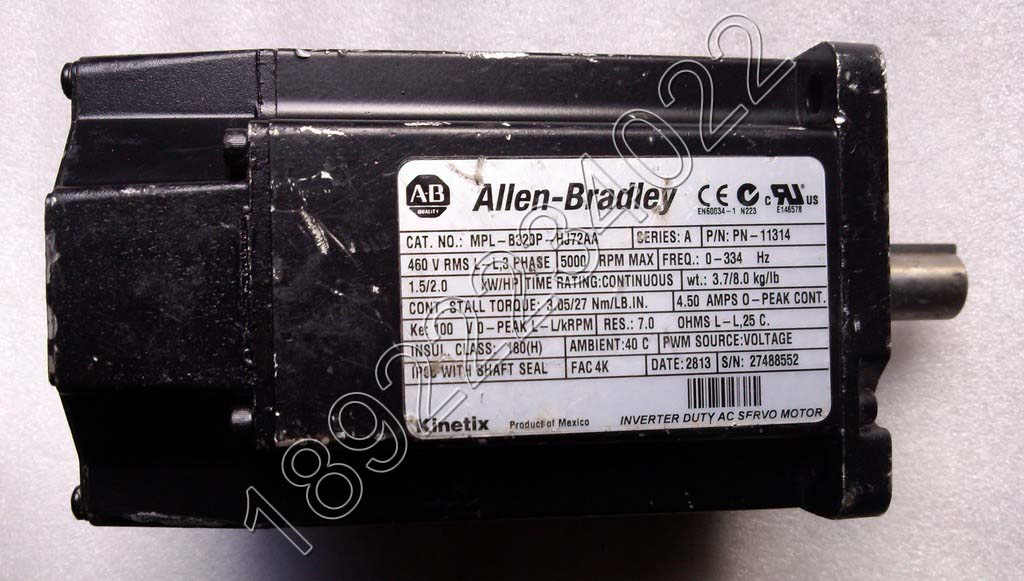 A-B
QUALITY
Allen-Bradley
CE
EN60034-1 N223
c RU us
E146578
CAT. NO.: MPL-B320P-HJ72AA SERIES: A P/N: PN-11314
460 V RMS L-L,3 PHASE 5000 RPM MAX FREQ.: 0-334 Hz
1.5/2.0 kW/HP TIME RATING:CONTINUOUS wt.: 3.7/8.0 kg/lb
CONT. STALL TORQUE: .05/27 Nm/LB.IN. 4.50 AMPS 0-PEAK CONT.
Ke: 100 0-PEAK L-L/kRPM RES.: 7.0 OHMS L-L,25 C.
INSUL. CLASS: 180(H) AMBIENT:40 C PWM SOURCE:VOLTAGE
WITH SHAFT SEAL FAC 4K DATE: 2813 S/N: 27488552
Kinetix Product of Mexico INVERTER DUTY AC SERVO MOTOR
18922234022